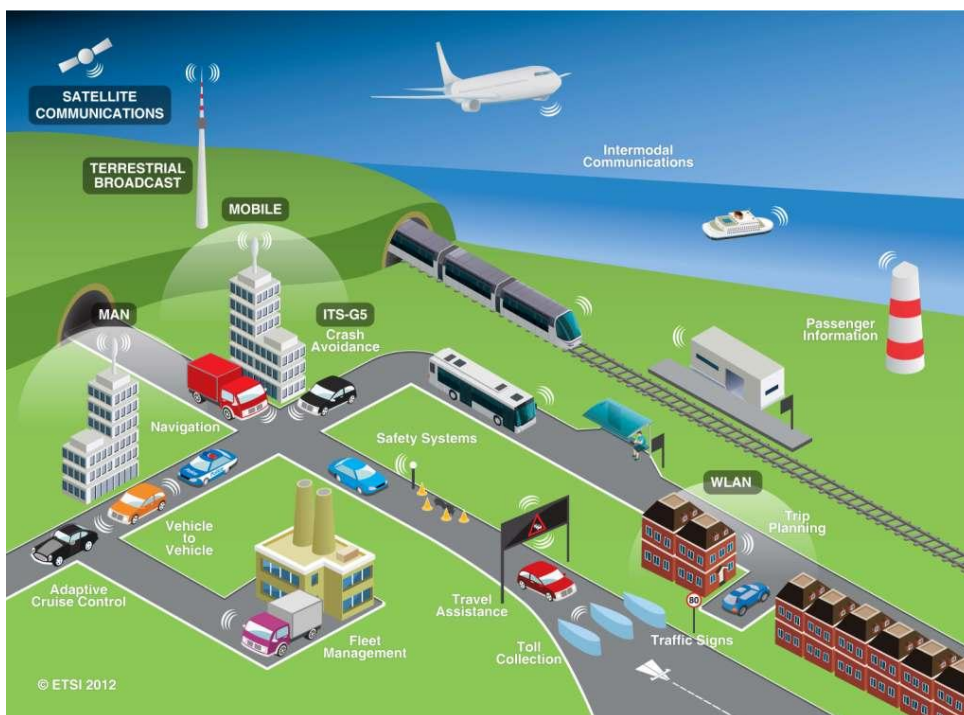 SATELLITE
COMMUNICATIONS
TERRESTRIAL
BROADCAST
Intermodal
Communications
MOBILE
MAN
ITS-G5
Crash
Avoidance
Passenger
Information
Navigation
Safety Systems
WLAN
Trip
Planning
Vehicle
to
Vehicle
Adaptive
Cruise Control
Travel
Assistance
80
Fleet
Management
Toll
Collection
Traffic Signs
© ETSI 2012